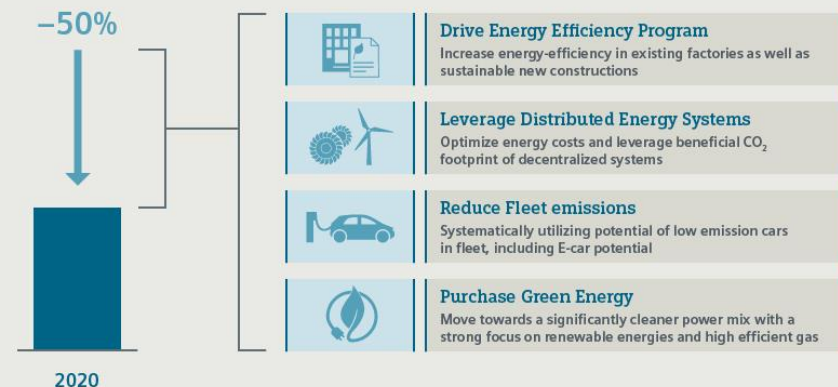 −50%
Drive Energy Efficiency Program
Increase energy-efficiency in existing factories as well as
sustainable new constructions
Leverage Distributed Energy Systems
Optimize energy costs and leverage beneficial CO₂
footprint of decentralized systems
Reduce Fleet emissions
Systematically utilizing potential of low emission cars
in fleet, including E-car potential
Purchase Green Energy
Move towards a significantly cleaner power mix with a
strong focus on renewable energies and high efficient gas
2020